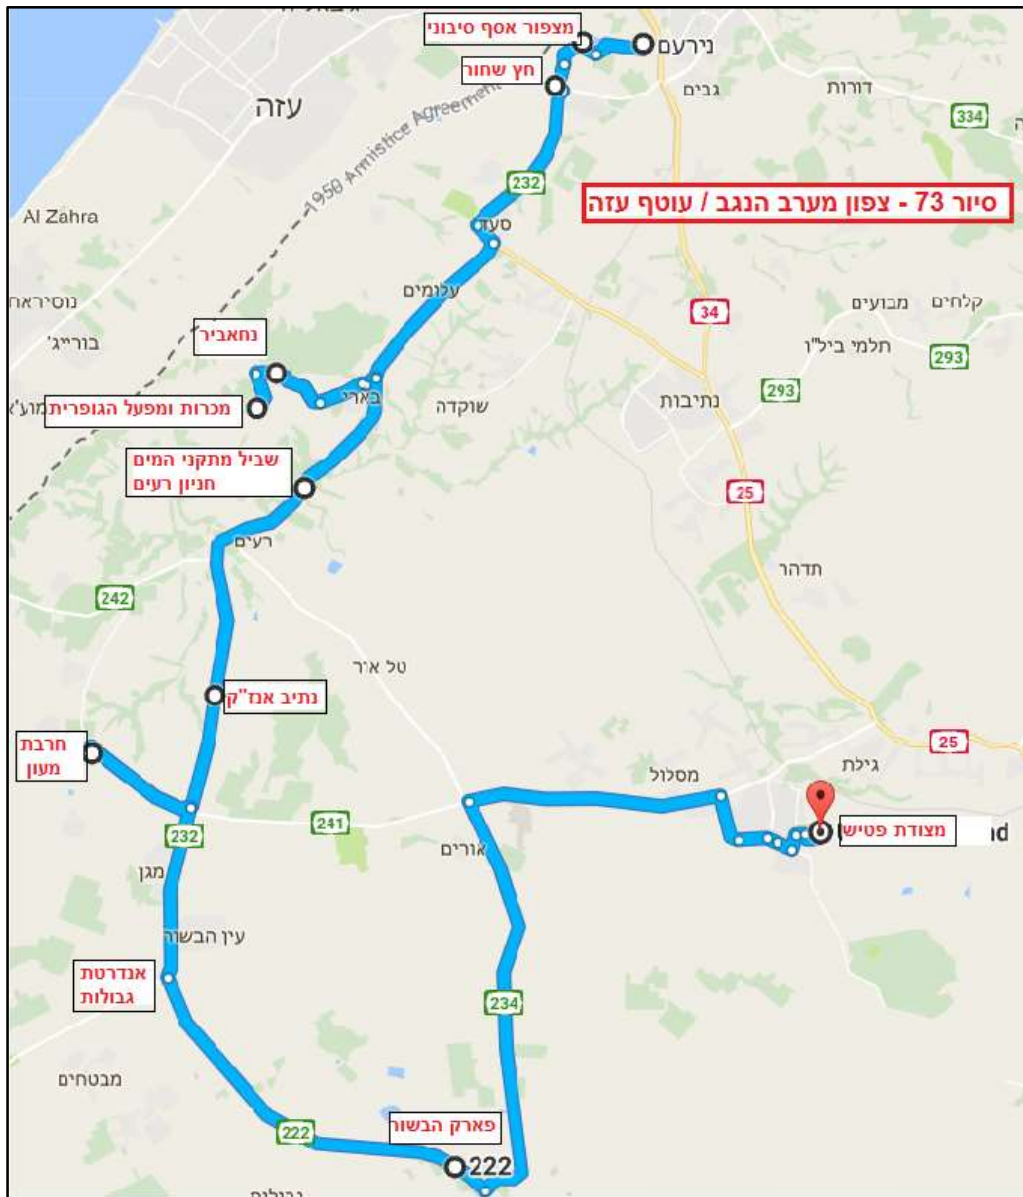 מצפור אסף סיבוני
נירעם
חץ שחור
גבים
דורות
עזה
334
1950 Armistice Agreement
232
סיור 73 - צפון מערב הנגב / עוטף עזה
Al Zahra
סעד
עלומים
נוסיראת
34
מבועים
קלחים
בורייג'
תלמי ביל"ו
293
נחאביר
293
בארי
שוקדה
נתיבות
מכרות ומפעל הגופרית
שביל מתקני המים
חניון רעים
25
רעים
תדהר
242
טל אור
נתיב אנז"ק
חרבת
מעון
25
גילת
מסלול
241
232
אורים
מצודת פטיש
מגן
עין הבשור
אנדרטת
גבולות
234
מבטחים
222
פארק הבשור
222